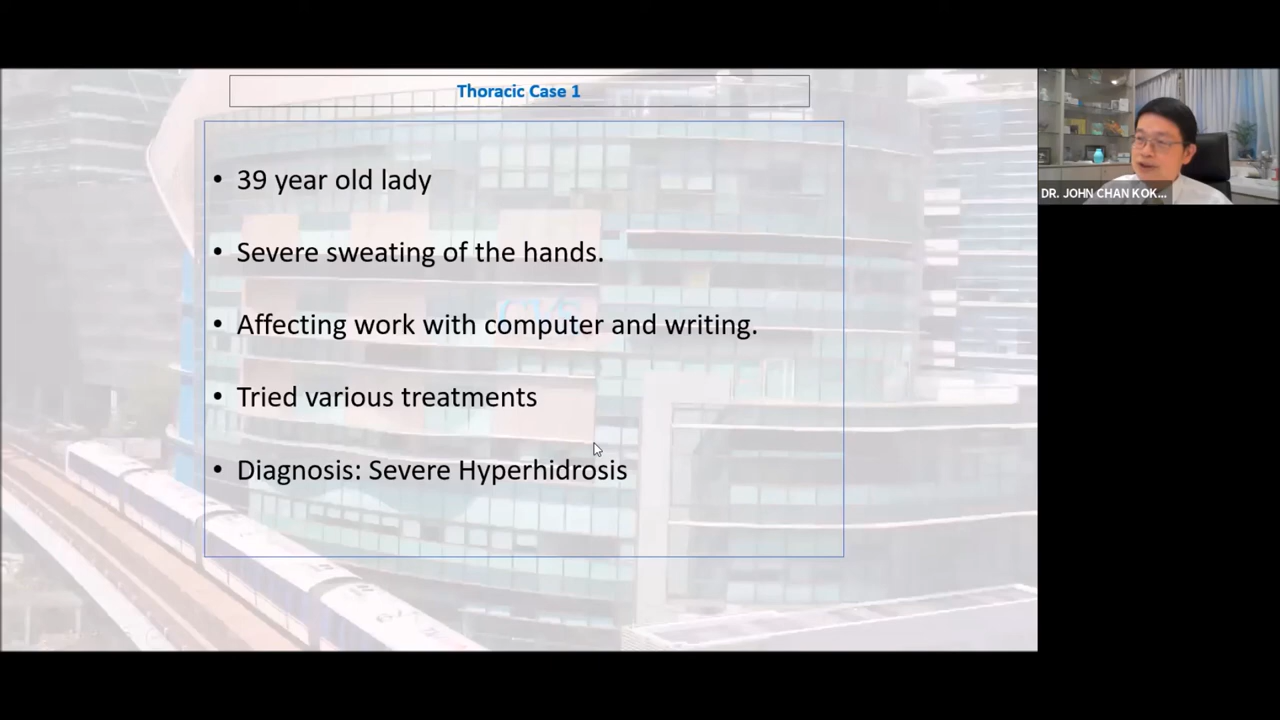 Thoracic Case 1
• 39 year old lady
• Severe sweating of the hands.
• Affecting work with computer and writing.
• Tried various treatments
• Diagnosis: Severe Hyperhidrosis
DR. JOHN CHAN KOK...